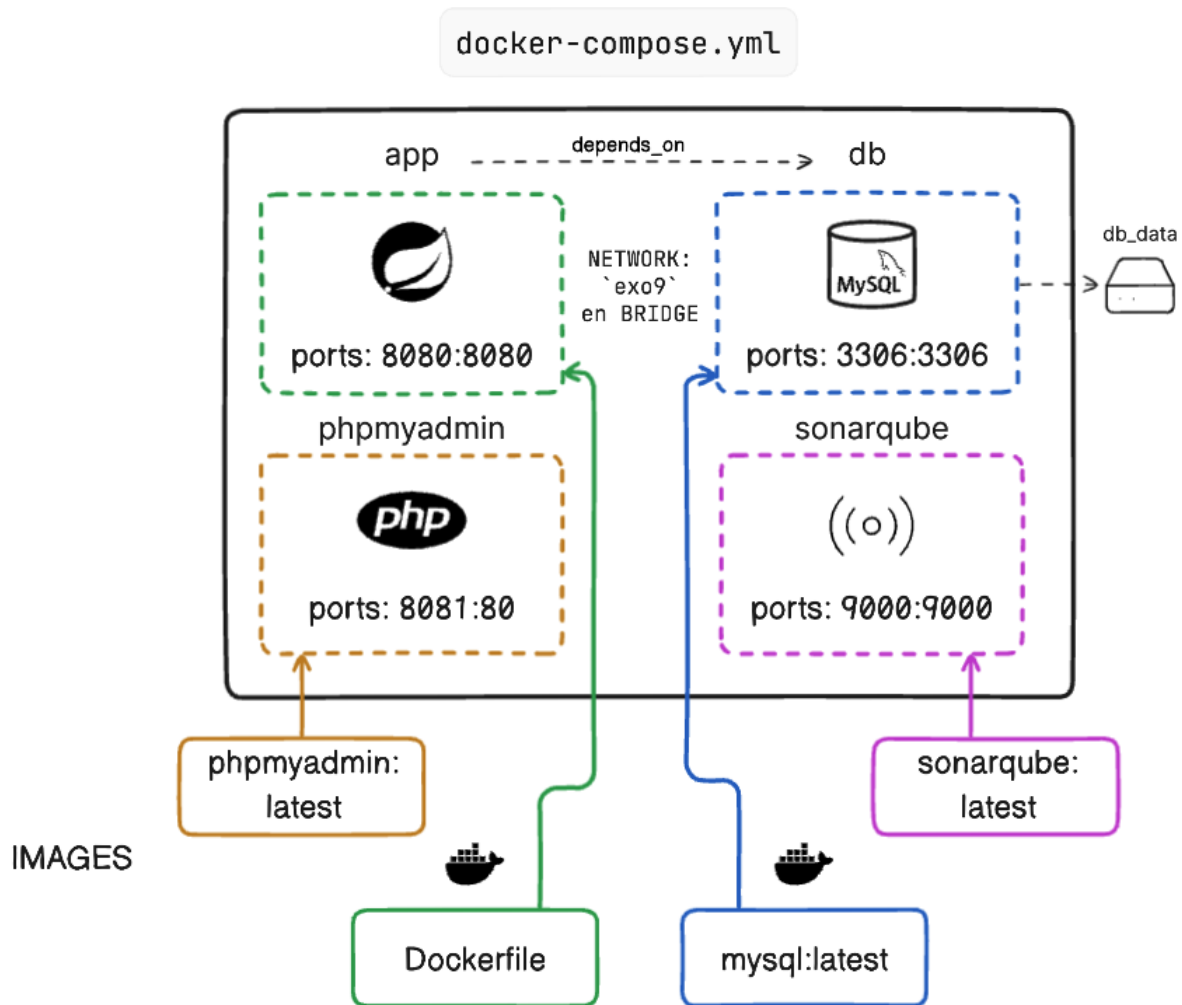 docker-compose.yml
app
depends_on
db
db_data
NETWORK:
`exo9`
en BRIDGE
MySQL
ports: 8080:8080
ports: 3306:3306
phpmyadmin
sonarqube
php
ports: 8081:80
ports: 9000:9000
phpmyadmin:
latest
sonarqube:
latest
IMAGES
Dockerfile
mysql:latest